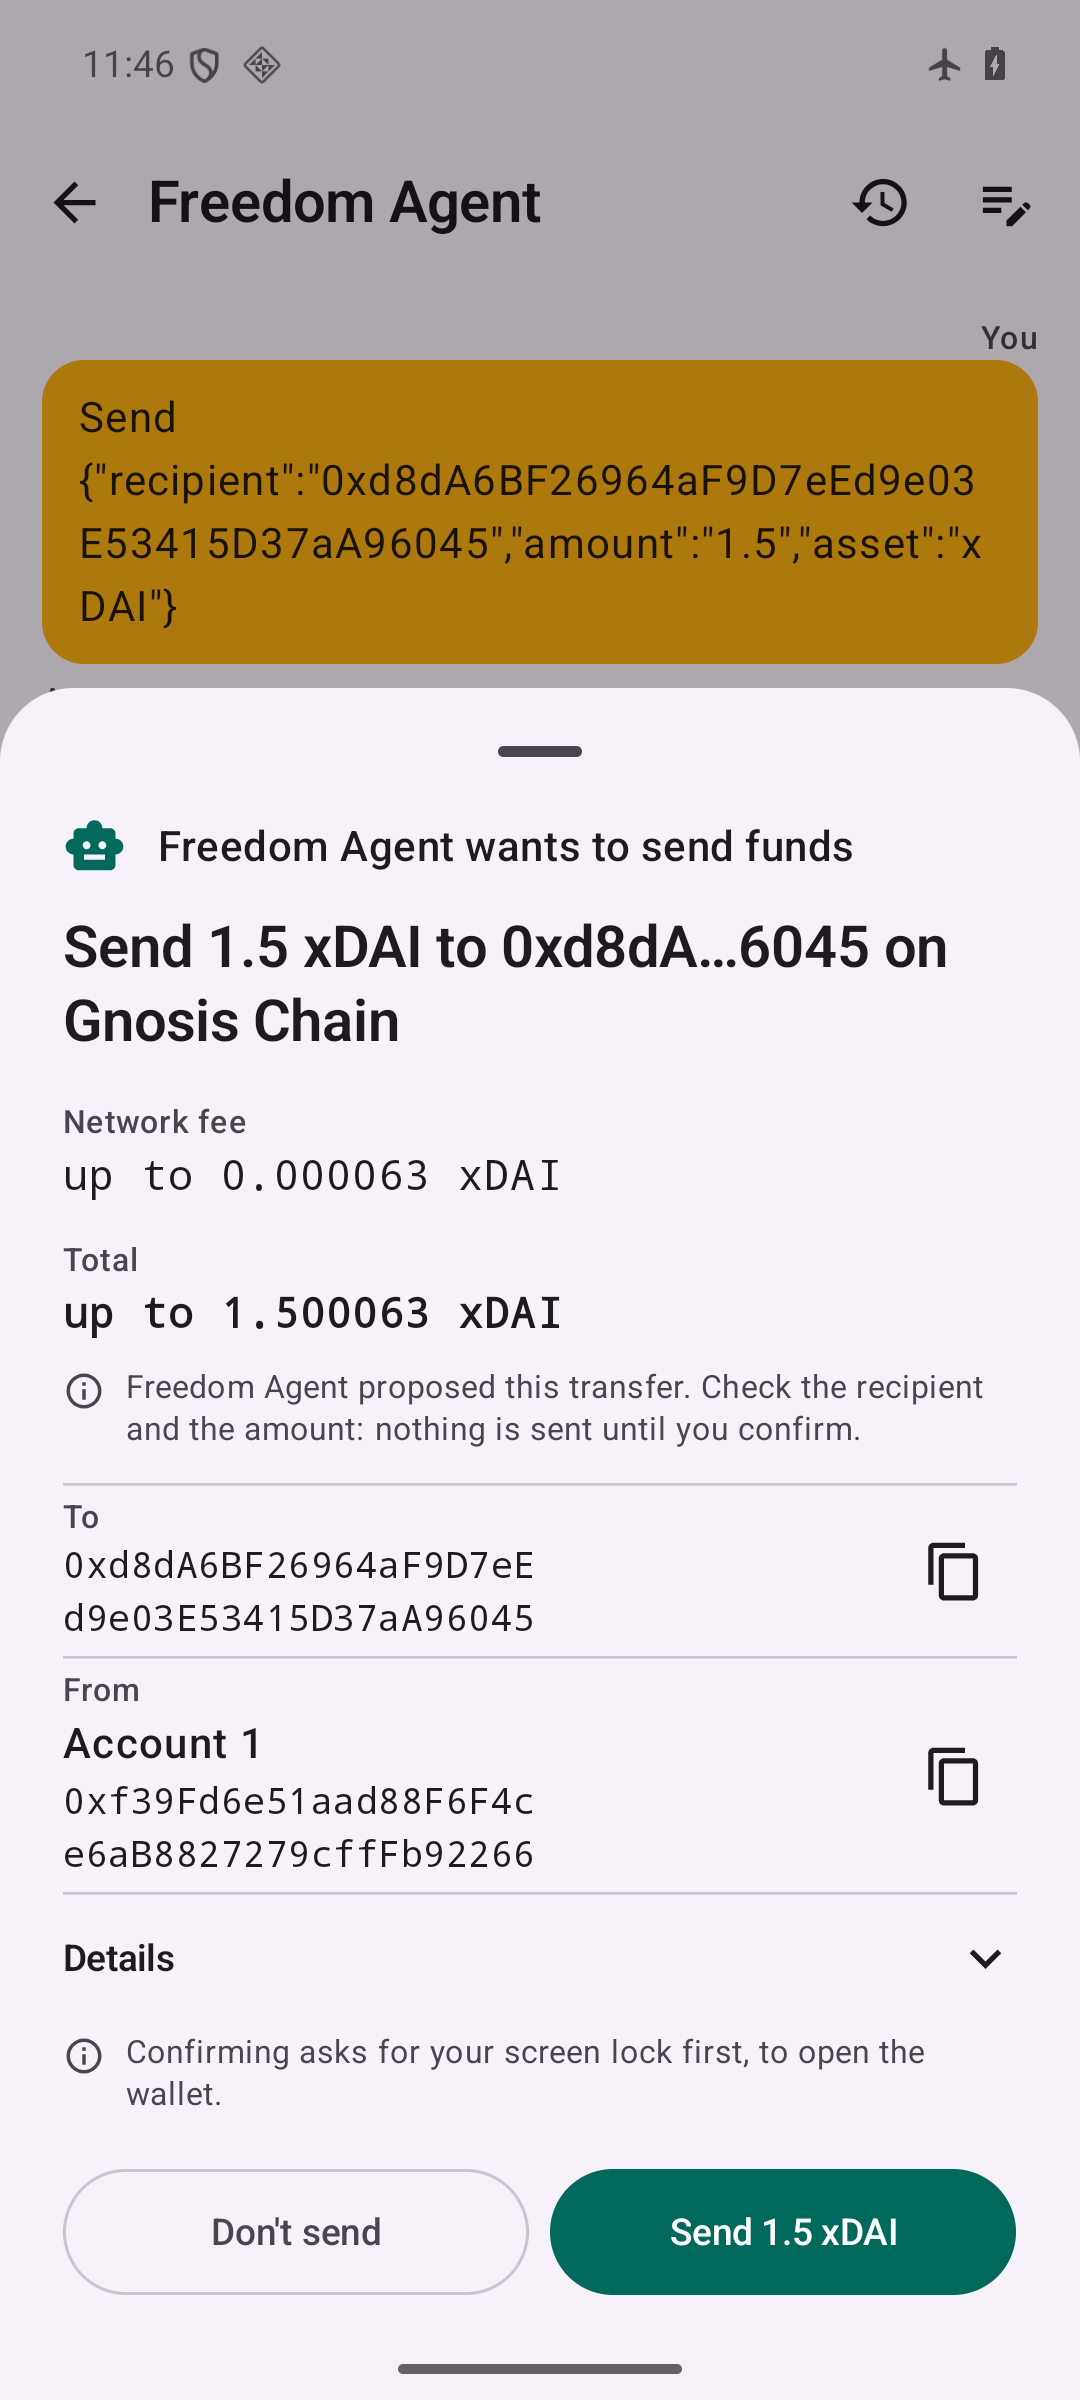 11:46
Freedom Agent
You
Send
{"recipient":"0xd8dA6BF26964aF9D7eEd9e03
E53415D37aA96045","amount":"1.5","asset":"x
DAI"}
Freedom Agent wants to send funds
Send 1.5 xDAI to 0xd8dA…6045 on
Gnosis Chain
Network fee
up to 0.000063 xDAI
Total
up to 1.500063 xDAI
Freedom Agent proposed this transfer. Check the recipient
and the amount: nothing is sent until you confirm.
To
0xd8dA6BF26964aF9D7eE
d9e03E53415D37aA96045
From
Account 1
0xf39Fd6e51aad88F6F4c
e6aB8827279cffFb92266
Details
Confirming asks for your screen lock first, to open the
wallet.
Don't send
Send 1.5 xDAI